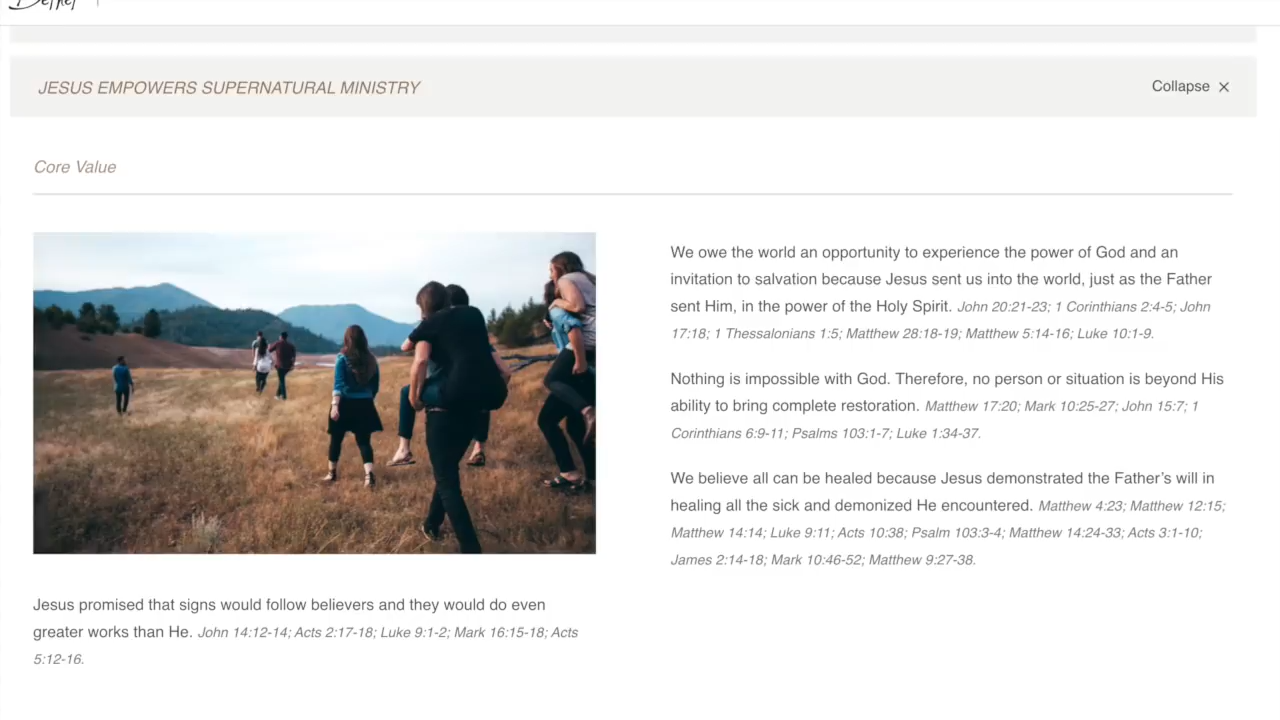 Bethel
JESUS EMPOWERS SUPERNATURAL MINISTRY
Collapse ×
Core Value
Jesus promised that signs would follow believers and they would do even
greater works than He. John 14:12-14; Acts 2:17-18; Luke 9:1-2; Mark 16:15-18; Acts
5:12-16.
We owe the world an opportunity to experience the power of God and an
invitation to salvation because Jesus sent us into the world, just as the Father
sent Him, in the power of the Holy Spirit. John 20:21-23; 1 Corinthians 2:4-5; John
17:18; 1 Thessalonians 1:5; Matthew 28:18-19; Matthew 5:14-16; Luke 10:1-9.
Nothing is impossible with God. Therefore, no person or situation is beyond His
ability to bring complete restoration. Matthew 17:20; Mark 10:25-27; John 15:7; 1
Corinthians 6:9-11; Psalms 103:1-7; Luke 1:34-37.
We believe all can be healed because Jesus demonstrated the Father’s will in
healing all the sick and demonized He encountered. Matthew 4:23; Matthew 12:15;
Matthew 14:14; Luke 9:11; Acts 10:38; Psalm 103:3-4; Matthew 14:24-33; Acts 3:1-10;
James 2:14-18; Mark 10:46-52; Matthew 9:27-38.